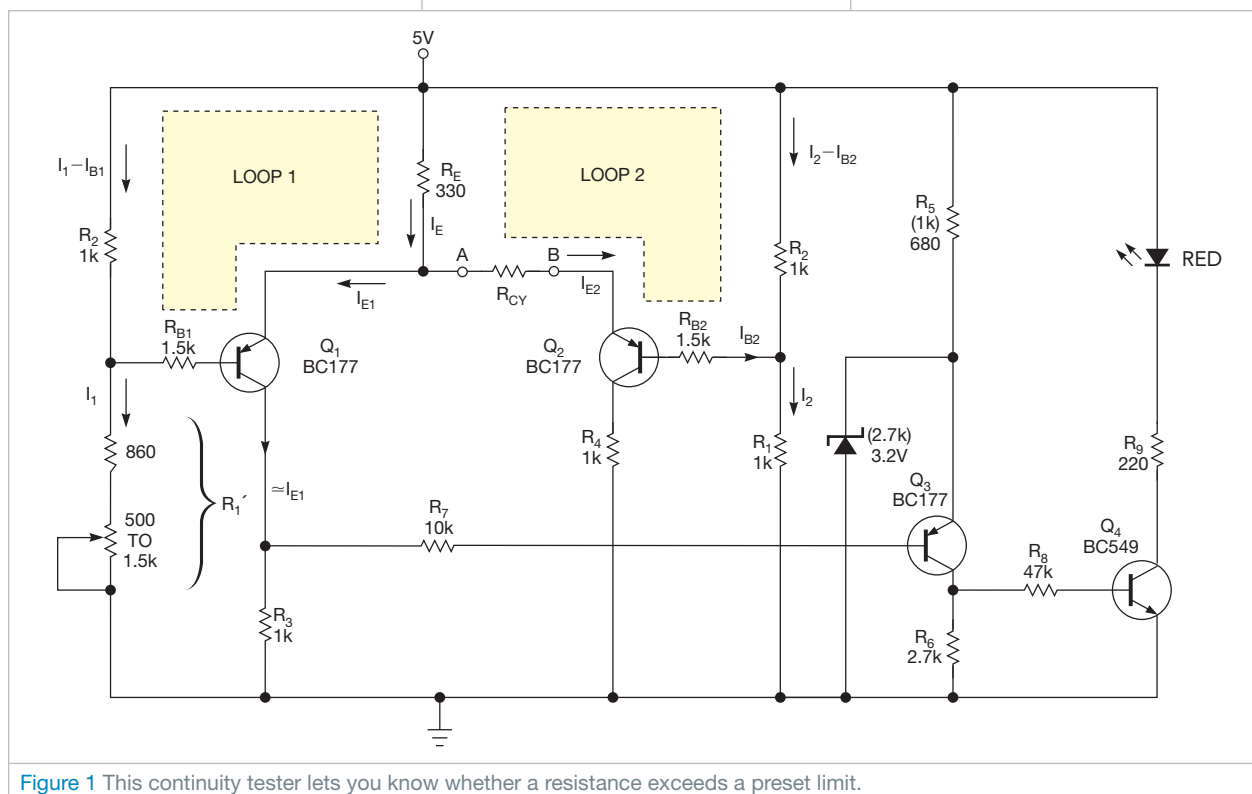 5V
I1−IB1
LOOP 1
RE
330
LOOP 2
I2−IB2
R2
1k
IE
A
B
RCY
IE1
IE2
R2
1k
R5
(1k)
680
RED
RB1
1.5k
Q1
BC177
Q2
BC177
RB2
1.5k
IB2
I1
I2
860
R1´
500
TO
1.5k
≃IE1
R4
1k
R1
1k
(2.7k)
3.2V
R9
220
R7
10k
Q3
BC177
Q4
BC549
R8
47k
R3
1k
R6
2.7k
Figure 1 This continuity tester lets you know whether a resistance exceeds a preset limit.